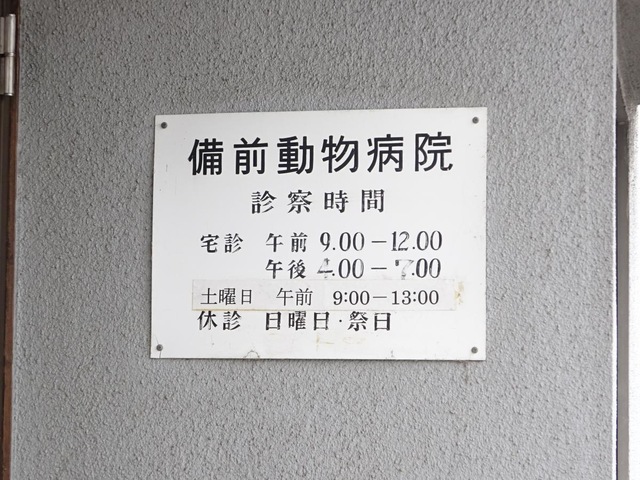 備前動物病院
診察時間
宅診 午前 9.00-12.00
午後 4.00-7.00
土曜日 午前 9:00-13:00
休診 日曜日・祭日